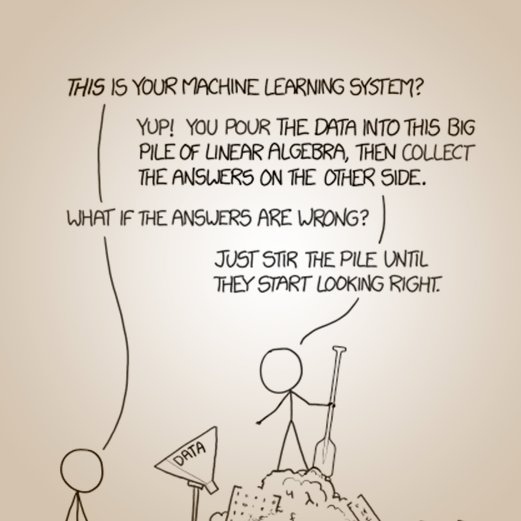 THIS IS YOUR MACHINE LEARNING SYSTEM?
YUP! YOU POUR THE DATA INTO THIS BIG
PILE OF LINEAR ALGEBRA, THEN COLLECT
THE ANSWERS ON THE OTHER SIDE.
WHAT IF THE ANSWERS ARE WRONG?
JUST STIR THE PILE UNTIL
THEY START LOOKING RIGHT.
DATA